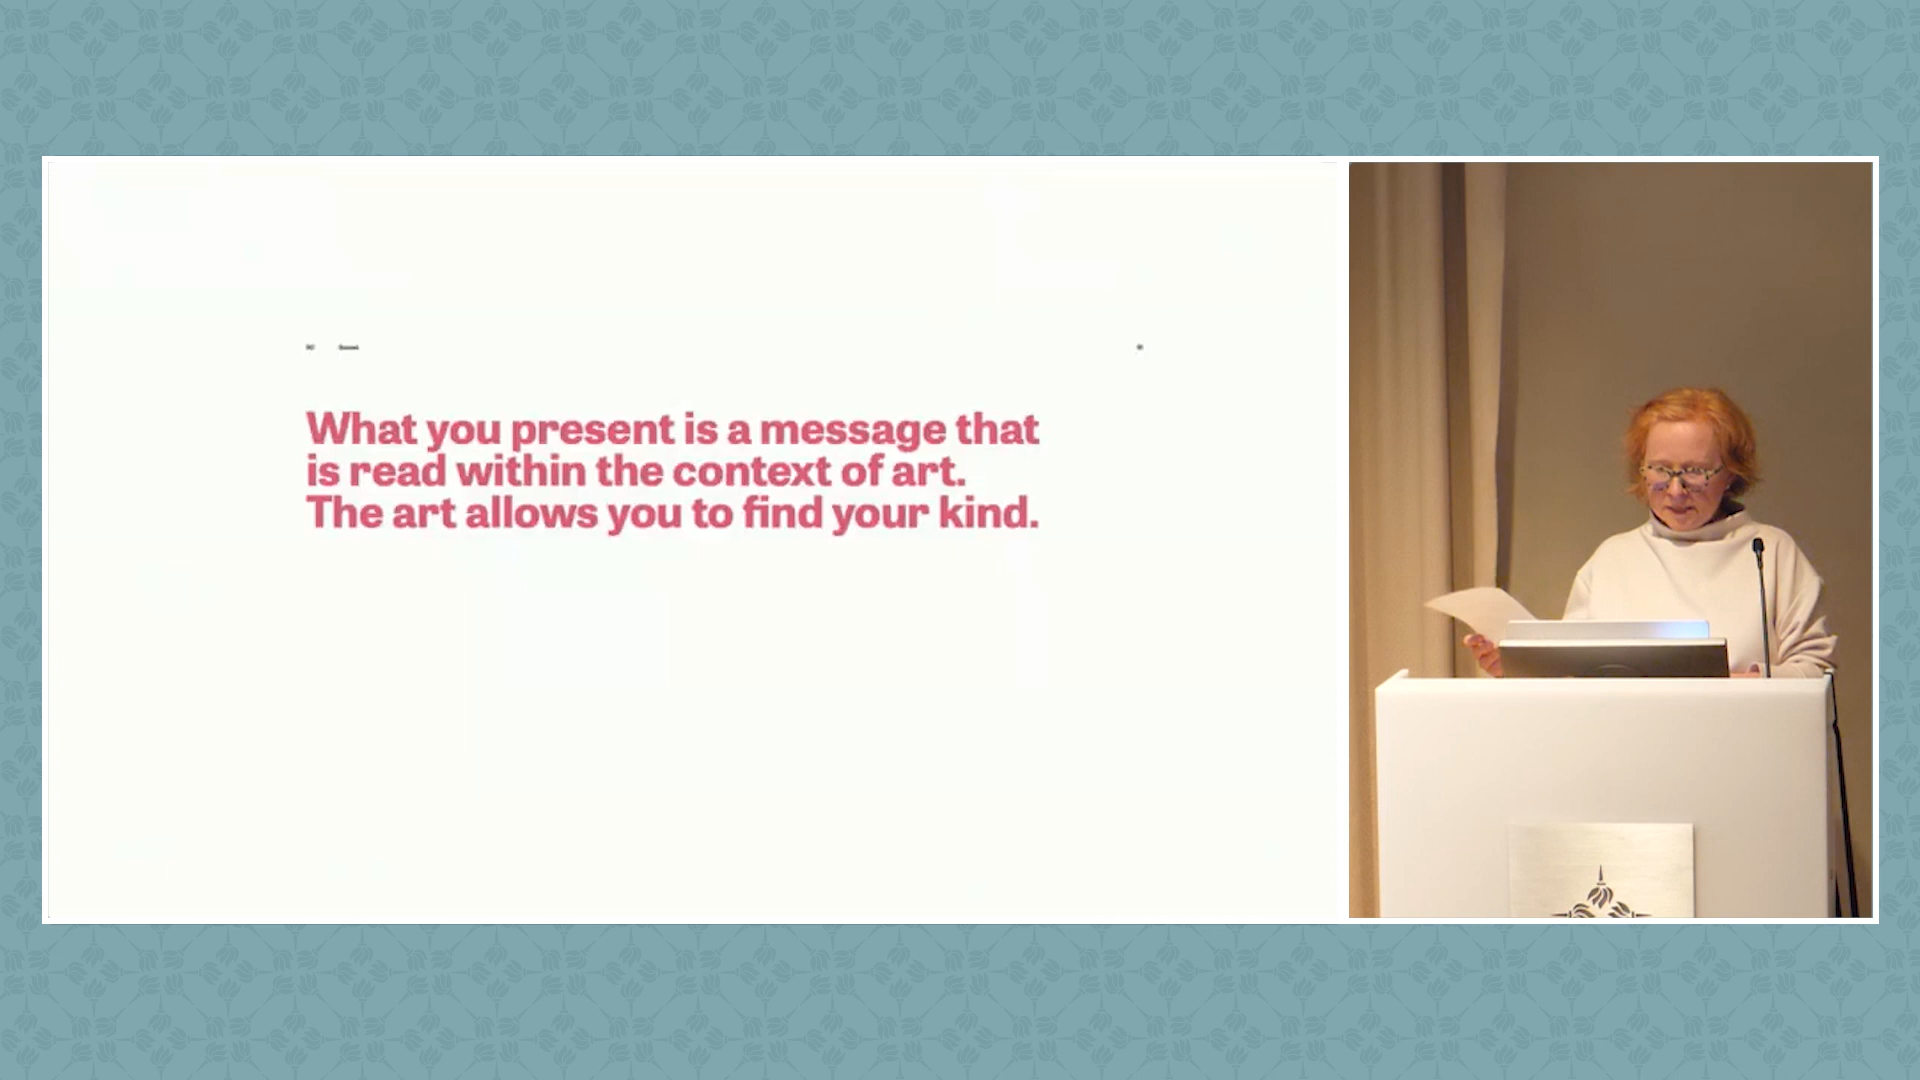 What you present is a message that
is read within the context of art.
The art allows you to find your kind.